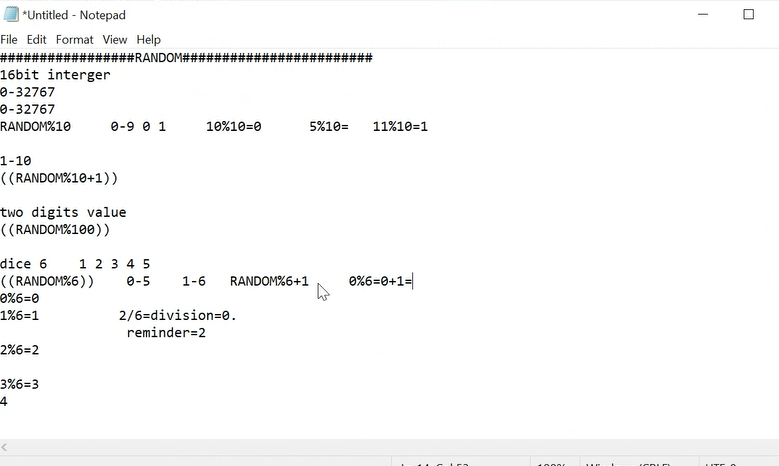 *Untitled - Notepad
File Edit Format View Help
#################RANDOM########################
16bit interger
0-32767
0-32767
RANDOM%10     0-9 0 1     10%10=0      5%10=   11%10=1
1-10
((RANDOM%10+1))
two digits value
((RANDOM%100))
dice 6    1 2 3 4 5
((RANDOM%6))    0-5    1-6   RANDOM%6+1     0%6=0+1=
0%6=0
1%6=1          2/6=division=0.
reminder=2
2%6=2
3%6=3
4